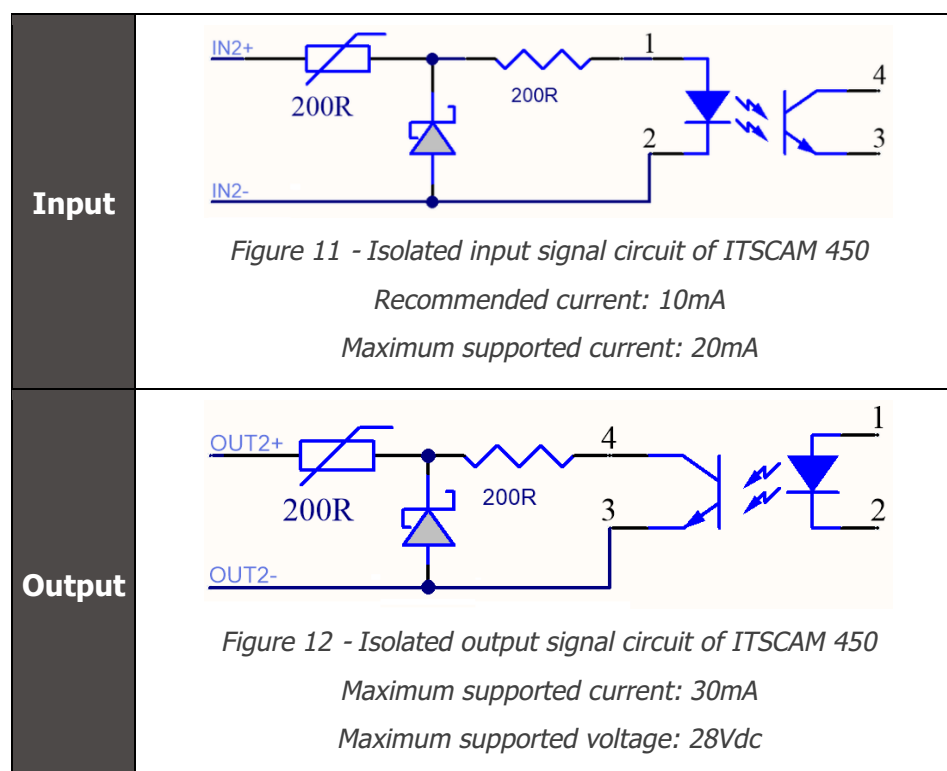 Input
IN2+
200R
200R
1
2
4
3
IN2-
Figure 11 - Isolated input signal circuit of ITSCAM 450
Recommended current: 10mA
Maximum supported current: 20mA
Output
OUT2+
200R
200R
4
3
1
2
OUT2-
Figure 12 - Isolated output signal circuit of ITSCAM 450
Maximum supported current: 30mA
Maximum supported voltage: 28Vdc